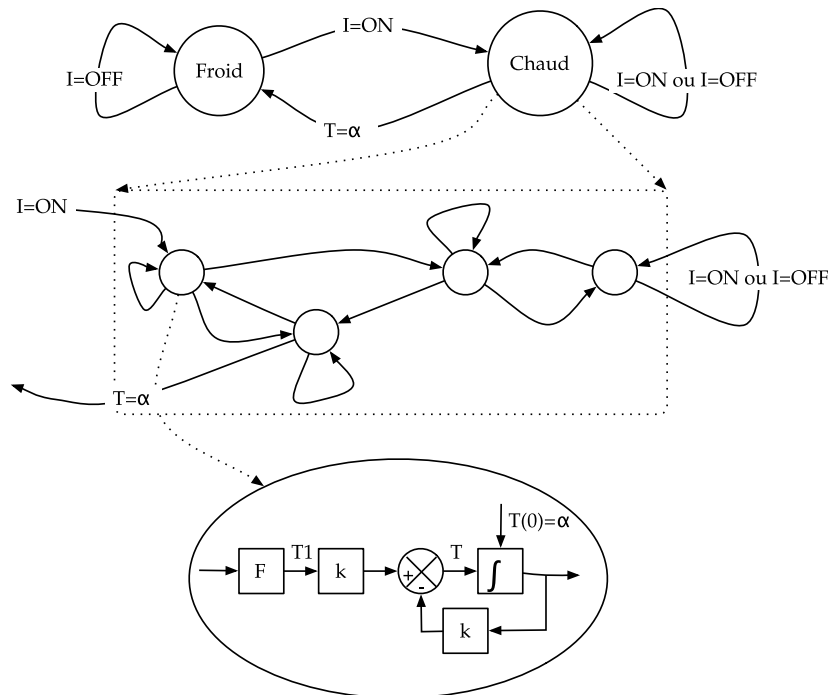 I=ON
Froid
Chaud
I=OFF
I=ON ou I=OFF
T=α
I=ON
I=ON ou I=OFF
T=α
T(0)=α
F
T1
k
+
-
T
∫
k